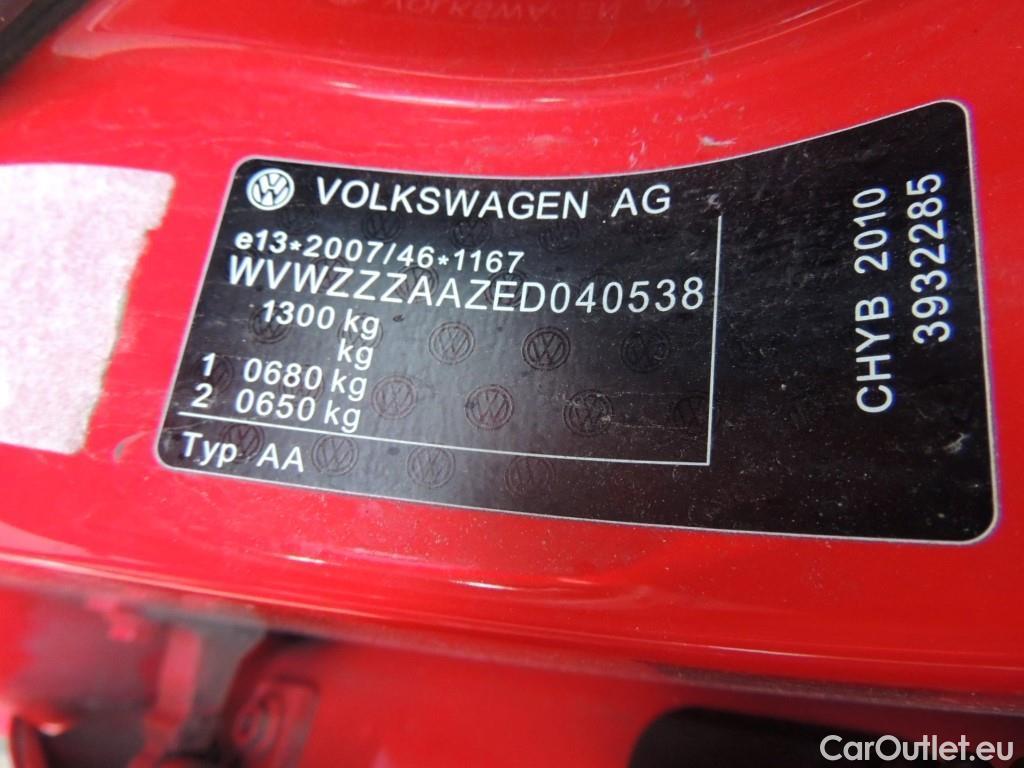 VOLKSWAGEN AG
e13*2007/46*1167
WVWZZZAAZED040538
1300 kg
kg
1 0680 kg
2 0650 kg
Typ AA
CHYB 2010
3932285
CarOutlet.eu